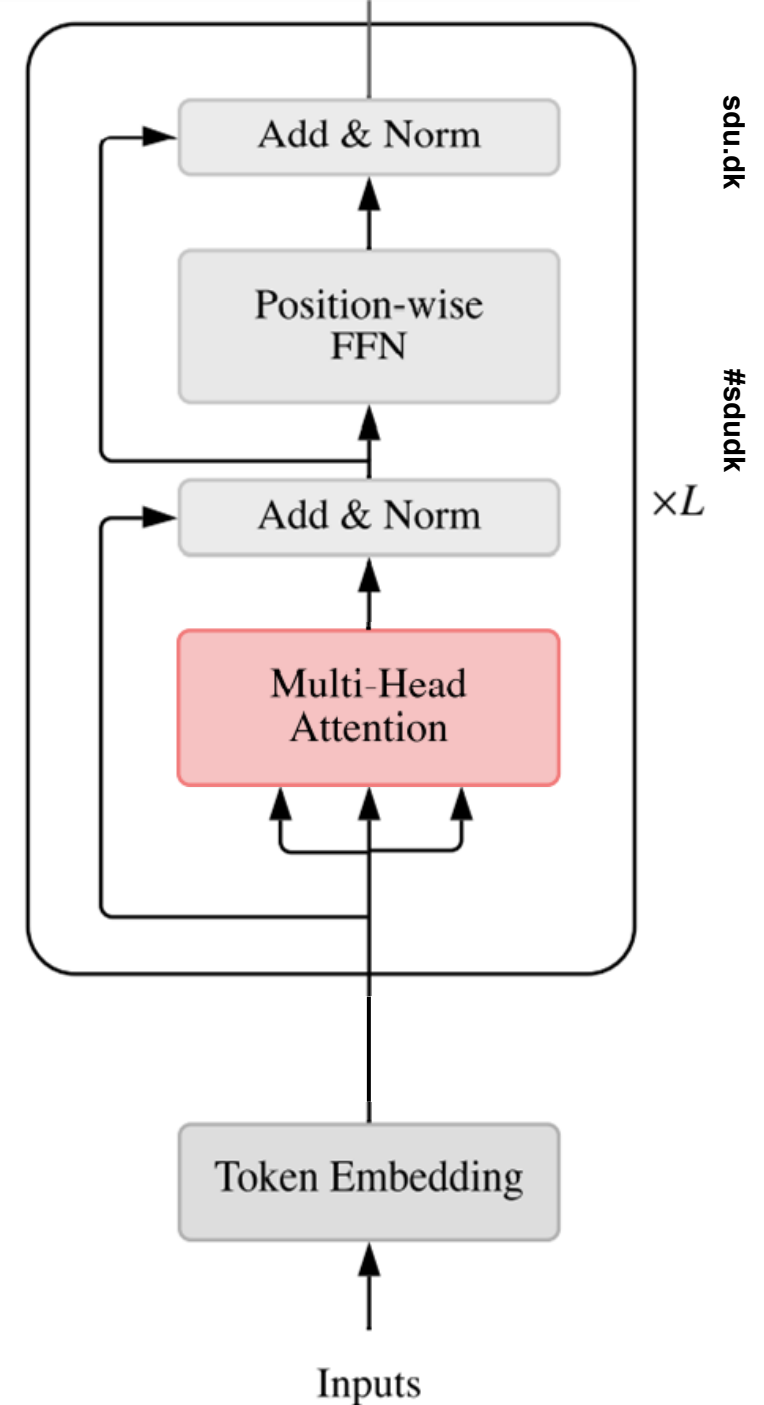 Add & Norm
Position-wise
FFN
Add & Norm
Multi-Head
Attention
Token Embedding
Inputs
×L
sdu.dk
#sdudk